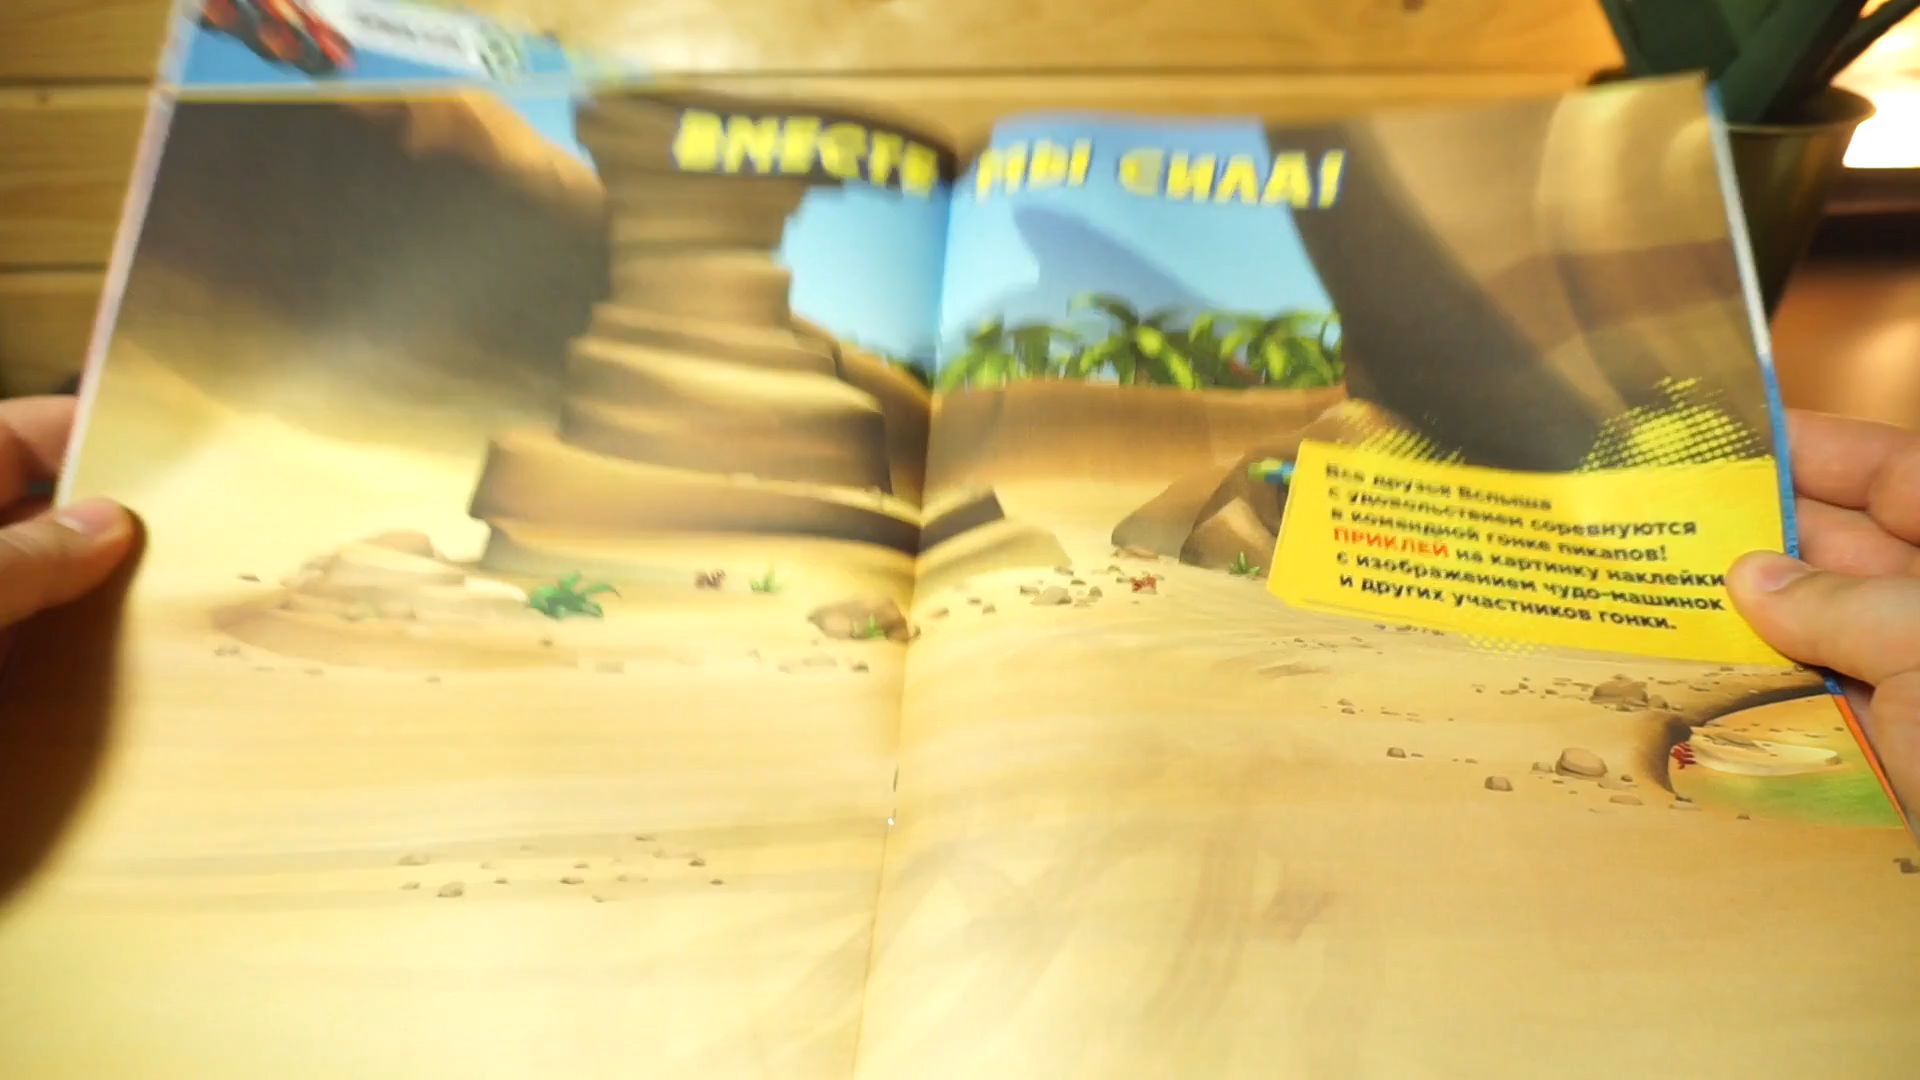 ВМЕСТЕ МЫ СИЛА!
Все друзья Вспыша
с удовольствием соревнуются
в командной гонке пикапов!
ПРИКЛЕЙ на картинку наклейки
с изображением чудо-машинок
и других участников гонки.